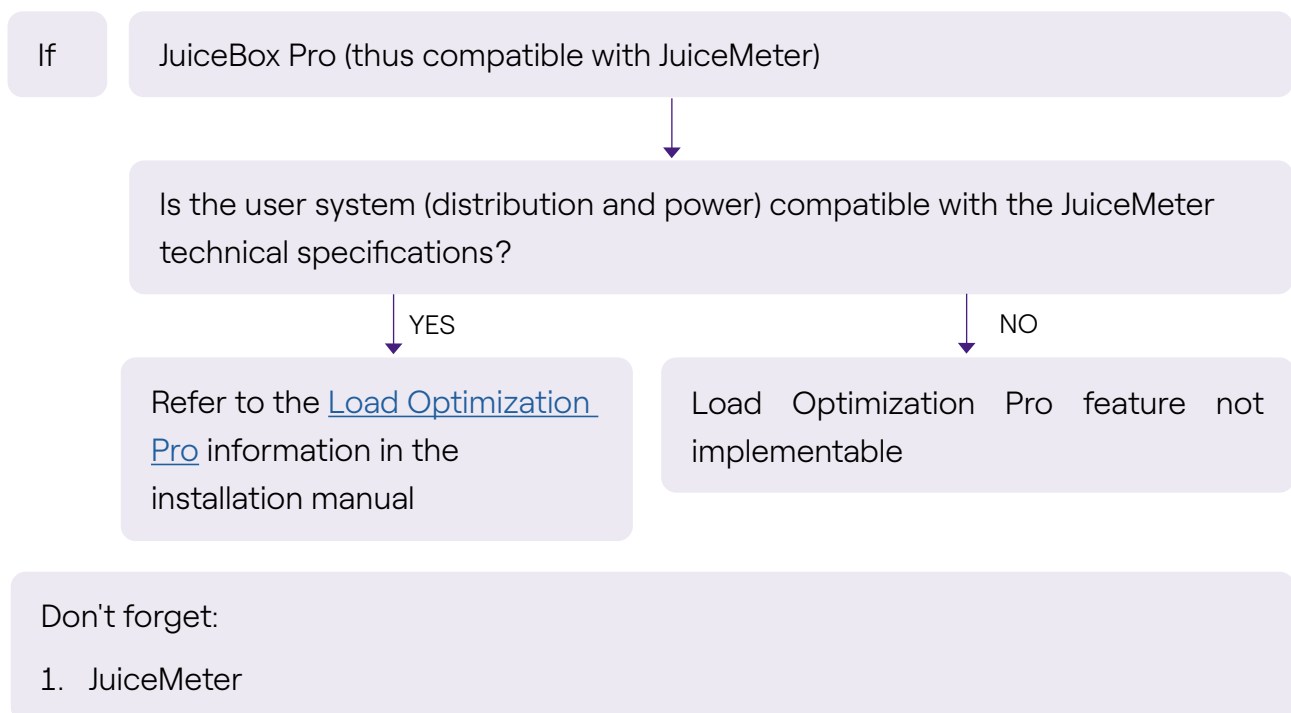 If
JuiceBox Pro (thus compatible with JuiceMeter)
Is the user system (distribution and power) compatible with the JuiceMeter
technical specifications?
YES
NO
Refer to the Load Optimization
Pro information in the
installation manual
Load Optimization Pro feature not
implementable
Don't forget:
1. JuiceMeter